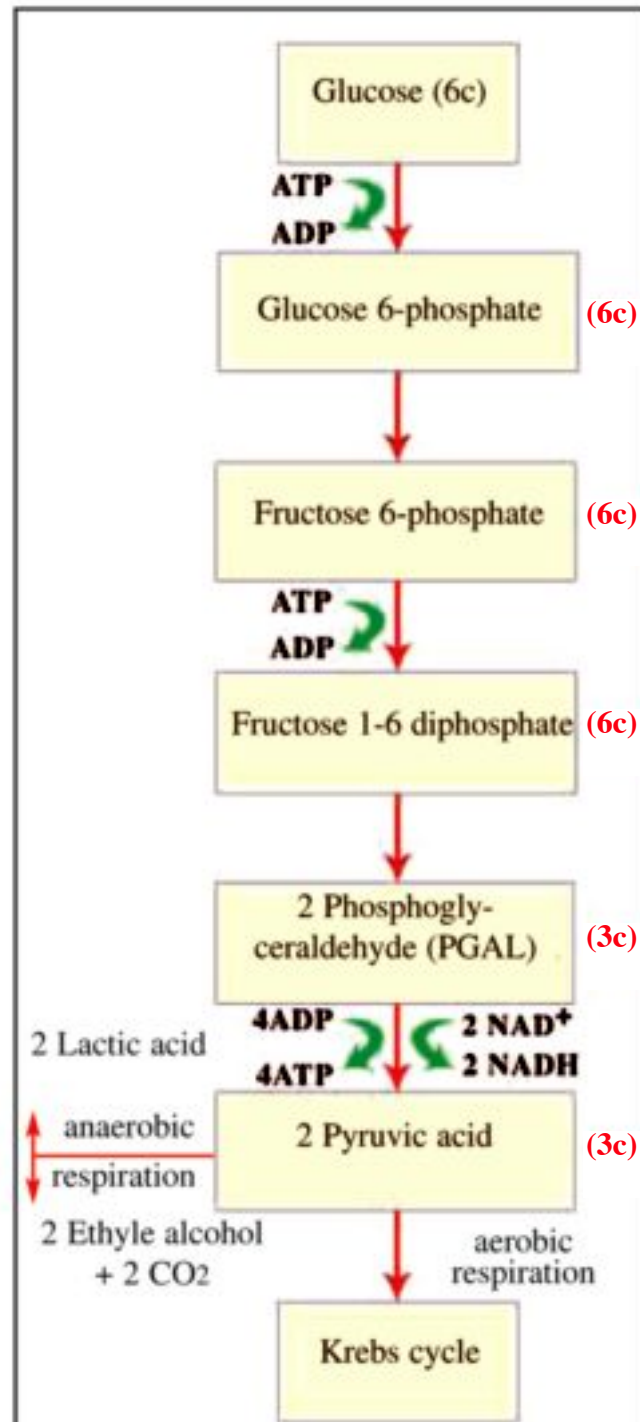 Glucose (6c)
ATP
ADP
Glucose 6-phosphate (6c)
Fructose 6-phosphate (6c)
ATP
ADP
Fructose 1-6 diphosphate (6c)
2 Phosphogly-
ceraldehyde (PGAL) (3c)
4ADP 2 NAD⁺
4ATP 2 NADH
2 Lactic acid
anaerobic
respiration
2 Pyruvic acid (3c)
2 Ethyle alcohol
+ 2 CO₂
aerobic
respiration
Krebs cycle